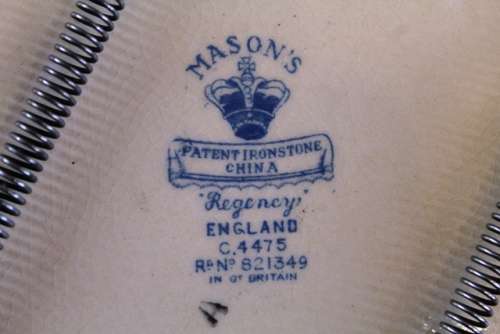 MASON'S
PATENT IRONSTONE
CHINA
"Regency"
ENGLAND
C.4475
RD NO 821349
IN GT BRITAIN